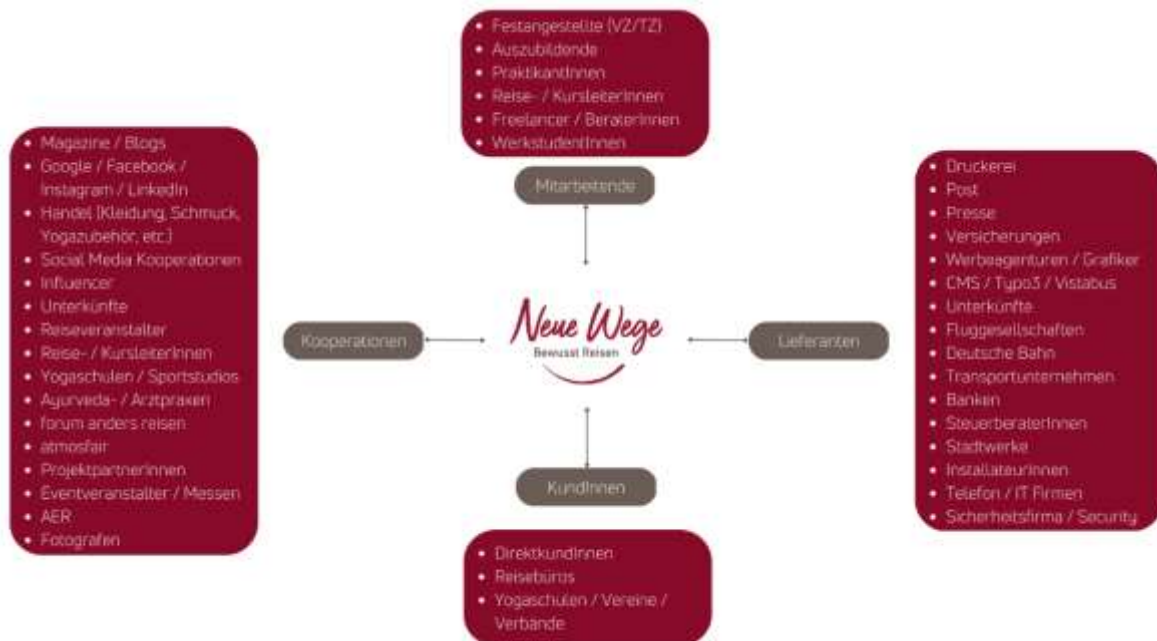 • Festangestellte (VZ/TZ)
• Auszubildende
• PraktikantInnen
• Reise- / KursleiterInnen
• Freelancer / BeraterInnen
• WerkstudentInnen
Mitarbeitende
• Magazine / Blogs
• Google / Facebook /
Instagram / LinkedIn
• Handel (Kleidung, Schmuck,
Yogazubehör, etc.)
• Social Media Kooperationen
• Influencer
• Unterkünfte
• Reiseveranstalter
• Reise- / KursleiterInnen
• Yogaschulen / Sportstudios
• Ayurveda- / Arztpraxen
• forum anders reisen
• atmosfair
• ProjektpartnerInnen
• Eventveranstalter / Messen
• AER
• Fotografen
Kooperationen
Neue Wege
Bewusst Reisen
Lieferanten
• Druckerei
• Post
• Presse
• Versicherungen
• Werbeagenturen / Grafiker
• CMS / Typo3 / Vistabus
• Unterkünfte
• Fluggesellschaften
• Deutsche Bahn
• Transportunternehmen
• Banken
• SteuerberaterInnen
• Stadtwerke
• InstallateurInnen
• Telefon / IT Firmen
• Sicherheitsfirma / Security
KundInnen
• DirektkundInnen
• Reisebüros
• Yogaschulen / Vereine /
Verbände